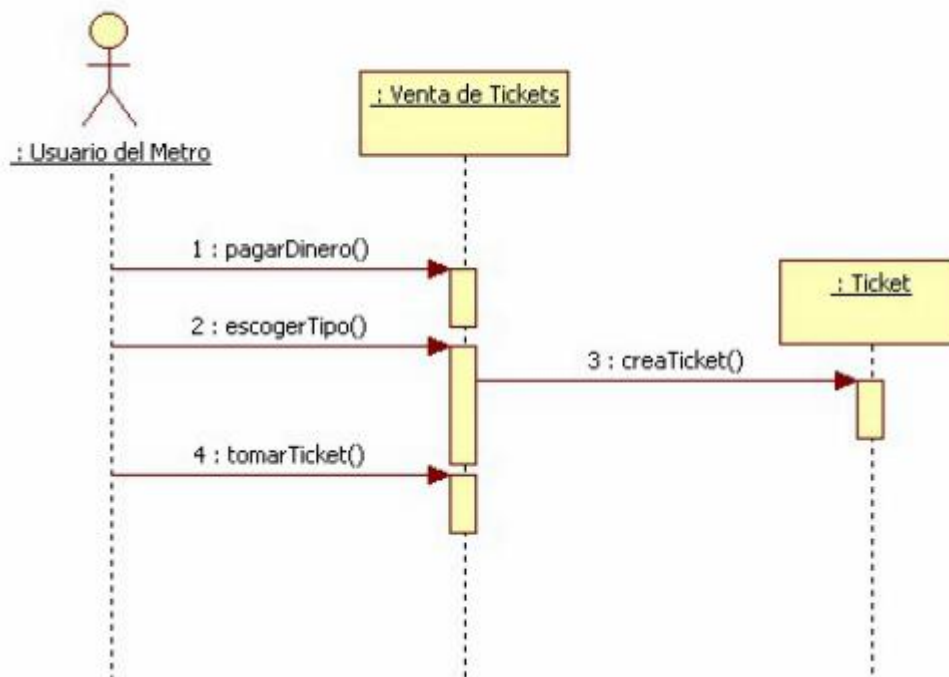 : Usuario del Metro
: Venta de Tickets
1 : pagarDinero()
: Ticket
2 : escogerTipo()
3 : creaTicket()
4 : tomarTicket()